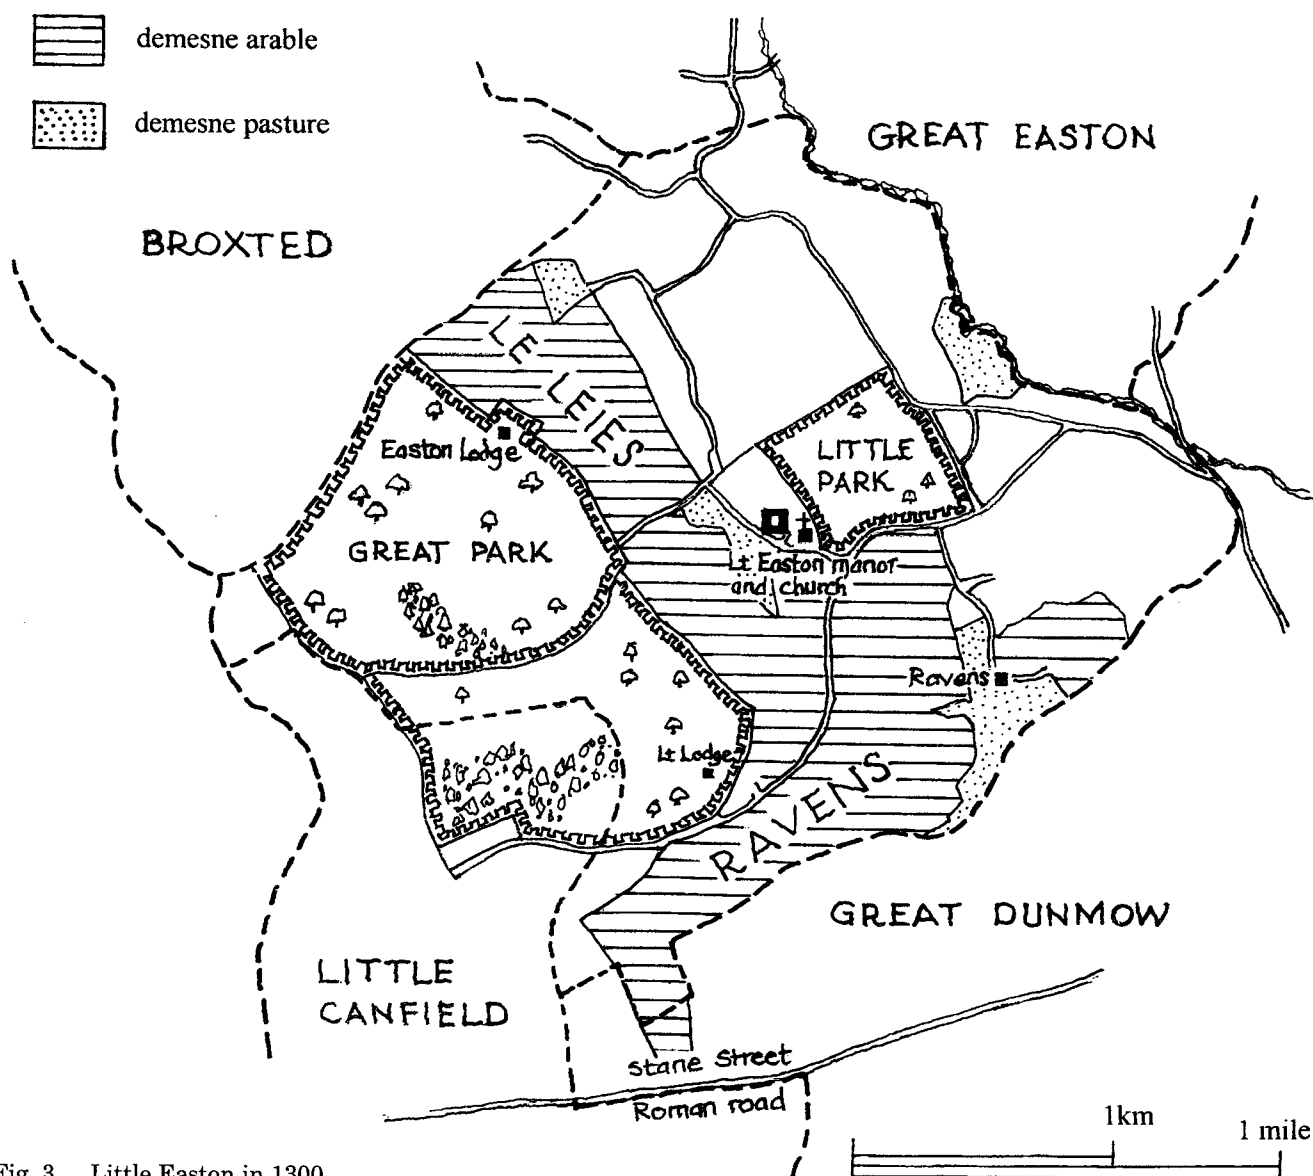 demesne arable
demesne pasture
GREAT EASTON
BROXTED
LE LEIES
Easton Lodge
LITTLE
PARK
GREAT PARK
Lt Easton manor
and church
Ravens
Lt Lodge
RAVENS
GREAT DUNMOW
LITTLE
CANFIELD
Stane Street
Roman road
1km
1 mile
Fig. 3 Little Easton in 1300